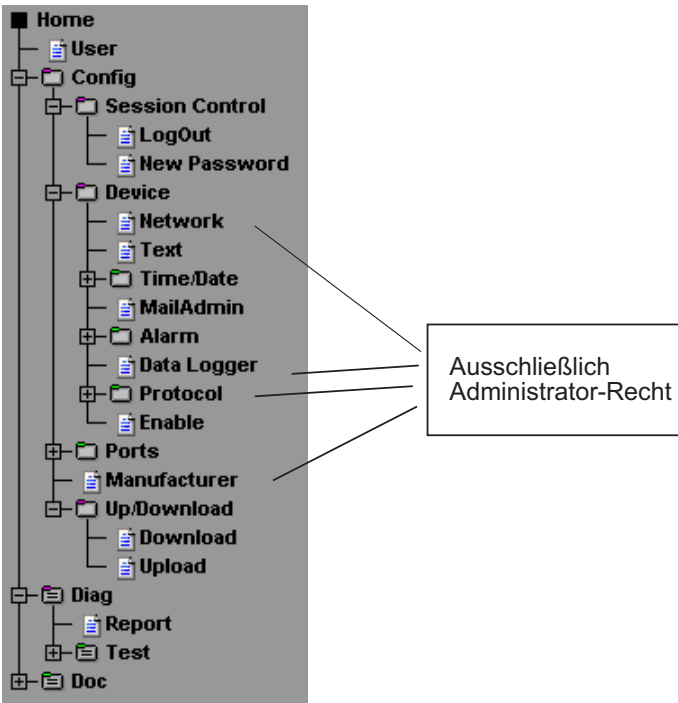 Home
User
Config
Session Control
LogOut
New Password
Device
Network
Text
Time/Date
MailAdmin
Alarm
Data Logger
Protocol
Enable
Ports
Manufacturer
Up/Download
Download
Upload
Diag
Report
Test
Doc
Ausschließlich
Administrator-Recht